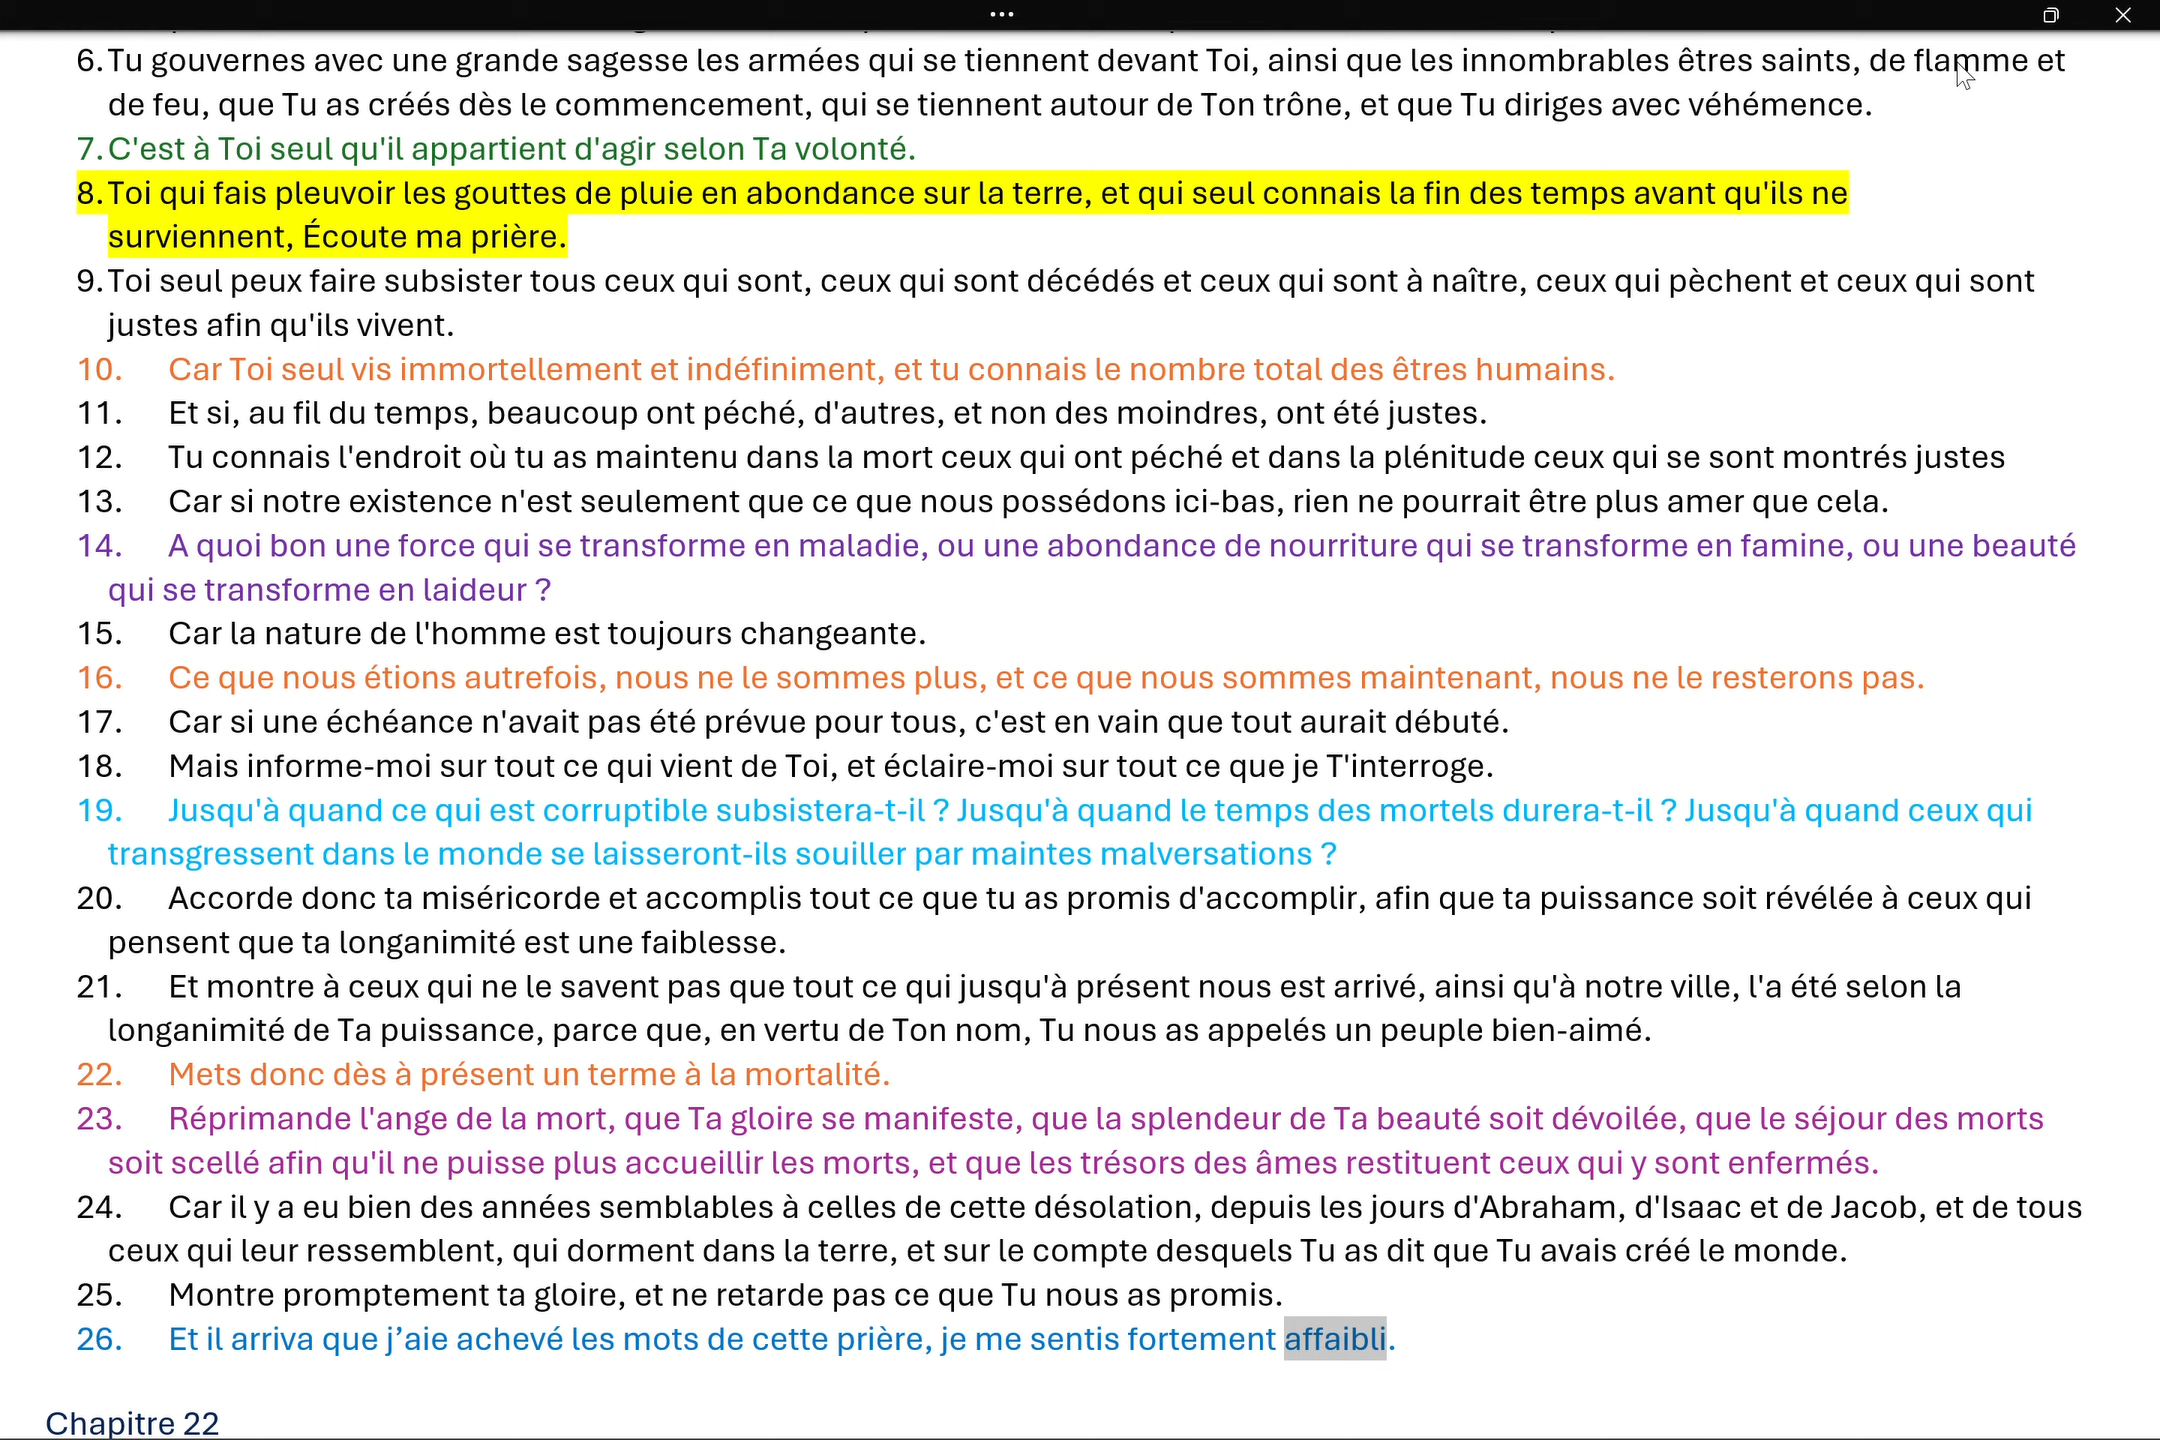 6. Tu gouvernes avec une grande sagesse les armées qui se tiennent devant Toi, ainsi que les innombrables êtres saints, de flamme et
de feu, que Tu as créés dès le commencement, qui se tiennent autour de Ton trône, et que Tu diriges avec véhémence.
7. C'est à Toi seul qu'il appartient d'agir selon Ta volonté.
8. Toi qui fais pleuvoir les gouttes de pluie en abondance sur la terre, et qui seul connais la fin des temps avant qu'ils ne
surviennent, Écoute ma prière.
9. Toi seul peux faire subsister tous ceux qui sont, ceux qui sont décédés et ceux qui sont à naître, ceux qui pèchent et ceux qui sont
justes afin qu'ils vivent.
10. Car Toi seul vis immortellement et indéfiniment, et tu connais le nombre total des êtres humains.
11. Et si, au fil du temps, beaucoup ont péché, d'autres, et non des moindres, ont été justes.
12. Tu connais l'endroit où tu as maintenu dans la mort ceux qui ont péché et dans la plénitude ceux qui se sont montrés justes
13. Car si notre existence n'est seulement que ce que nous possédons ici-bas, rien ne pourrait être plus amer que cela.
14. A quoi bon une force qui se transforme en maladie, ou une abondance de nourriture qui se transforme en famine, ou une beauté
qui se transforme en laideur ?
15. Car la nature de l'homme est toujours changeante.
16. Ce que nous étions autrefois, nous ne le sommes plus, et ce que nous sommes maintenant, nous ne le resterons pas.
17. Car si une échéance n'avait pas été prévue pour tous, c'est en vain que tout aurait débuté.
18. Mais informe-moi sur tout ce qui vient de Toi, et éclaire-moi sur tout ce que je T'interroge.
19. Jusqu'à quand ce qui est corruptible subsistera-t-il ? Jusqu'à quand le temps des mortels durera-t-il ? Jusqu'à quand ceux qui
transgressent dans le monde se laisseront-ils souiller par maintes malversations ?
20. Accorde donc ta miséricorde et accomplis tout ce que tu as promis d'accomplir, afin que ta puissance soit révélée à ceux qui
pensent que ta longanimité est une faiblesse.
21. Et montre à ceux qui ne le savent pas que tout ce qui jusqu'à présent nous est arrivé, ainsi qu'à notre ville, l'a été selon la
longanimité de Ta puissance, parce que, en vertu de Ton nom, Tu nous as appelés un peuple bien-aimé.
22. Mets donc dès à présent un terme à la mortalité.
23. Réprimande l'ange de la mort, que Ta gloire se manifeste, que la splendeur de Ta beauté soit dévoilée, que le séjour des morts
soit scellé afin qu'il ne puisse plus accueillir les morts, et que les trésors des âmes restituent ceux qui y sont enfermés.
24. Car il y a eu bien des années semblables à celles de cette désolation, depuis les jours d'Abraham, d'Isaac et de Jacob, et de tous
ceux qui leur ressemblent, qui dorment dans la terre, et sur le compte desquels Tu as dit que Tu avais créé le monde.
25. Montre promptement ta gloire, et ne retarde pas ce que Tu nous as promis.
26. Et il arriva que j’aie achevé les mots de cette prière, je me sentis fortement affaibli.
Chapitre 22